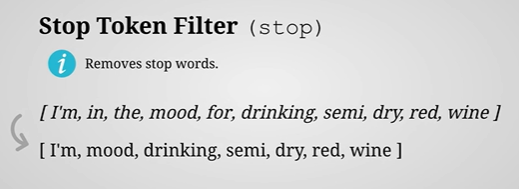 Stop Token Filter (stop)
i Removes stop words.
[ I'm, in, the, mood, for, drinking, semi, dry, red, wine ]
[ I'm, mood, drinking, semi, dry, red, wine ]